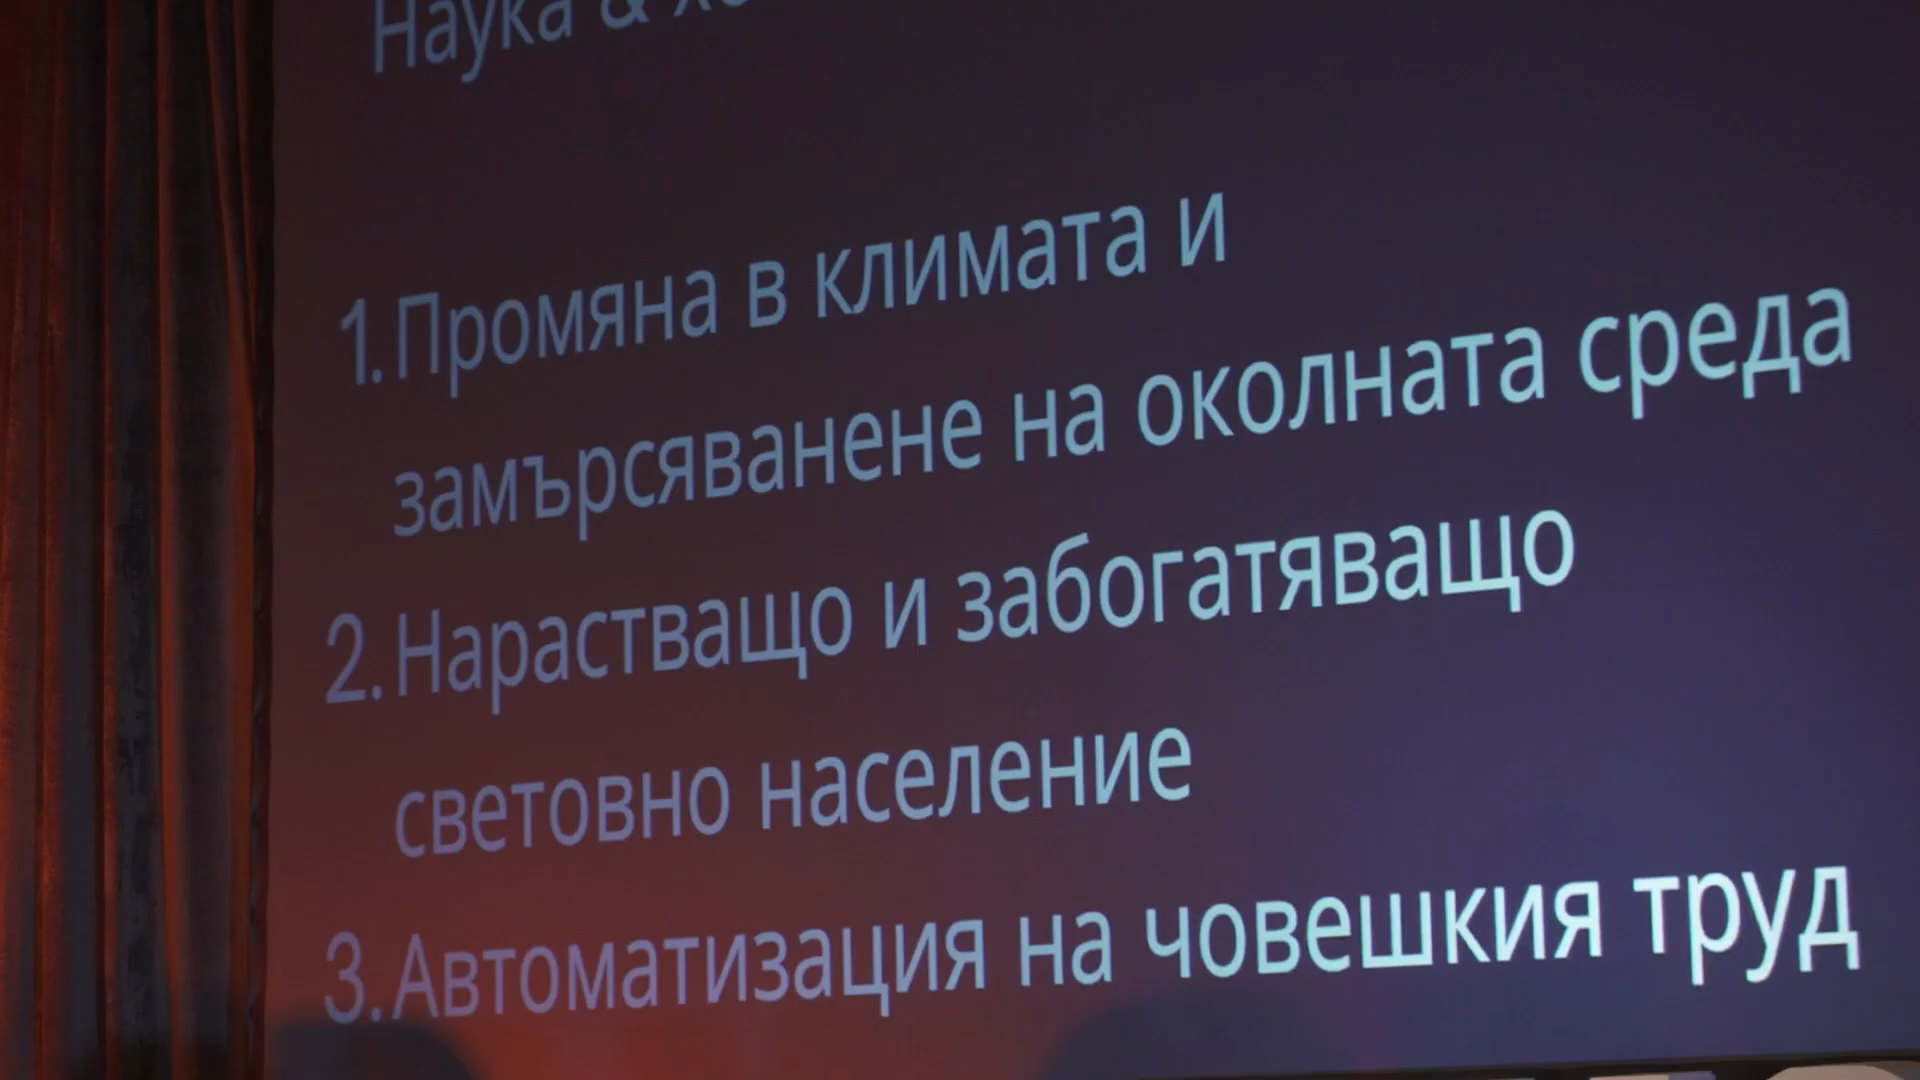 Наука &
1. Промяна в климата и
замърсяванене на околната среда
2. Нарастващо и забогатяващо
световно население
3. Автоматизация на човешкия труд